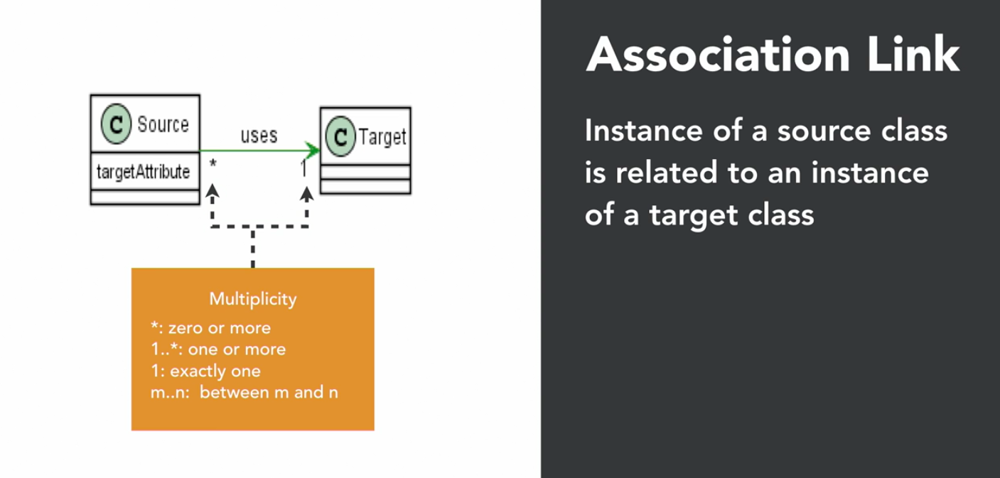 Association Link
Instance of a source class
is related to an instance
of a target class
C Source
targetAttribute
uses
*
1
C Target
Multiplicity
*: zero or more
1..*: one or more
1: exactly one
m..n: between m and n